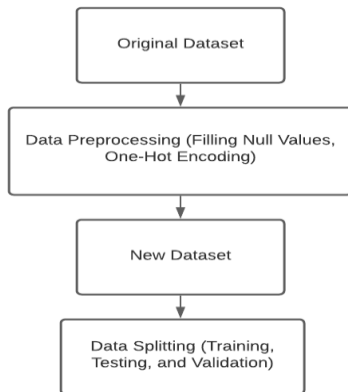 Original Dataset
Data Preprocessing (Filling Null Values,
One-Hot Encoding)
New Dataset
Data Splitting (Training,
Testing, and Validation)